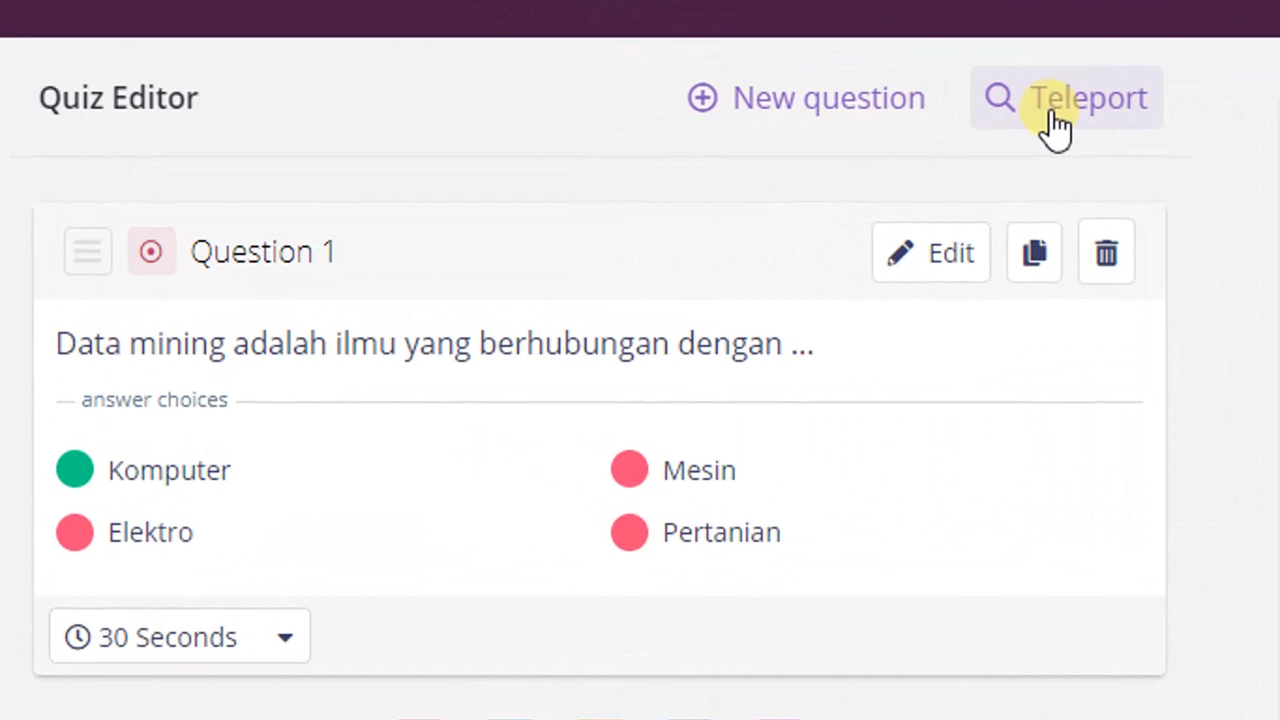 Quiz Editor
New question
Teleport
Question 1
Edit
Data mining adalah ilmu yang berhubungan dengan ...
answer choices
Komputer
Mesin
Elektro
Pertanian
30 Seconds